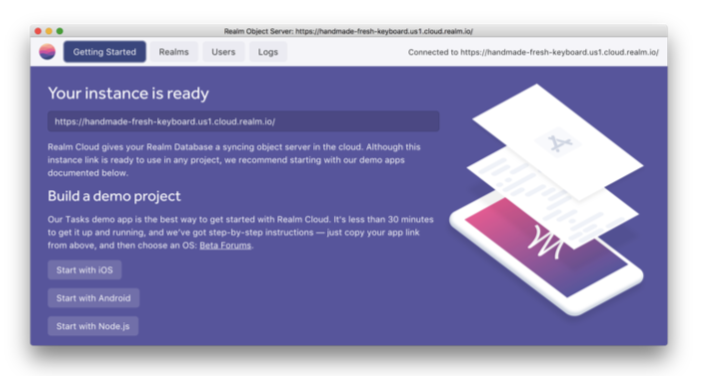 Realm Object Server: https://handmade-fresh-keyboard.us1.cloud.realm.io/
Getting Started Realms Users Logs Connected to https://handmade-fresh-keyboard.us1.cloud.realm.io/
Your instance is ready
https://handmade-fresh-keyboard.us1.cloud.realm.io/
Realm Cloud gives your Realm Database a syncing object server in the cloud. Although this
instance link is ready to use in any project, we recommend starting with our demo apps
documented below.
Build a demo project
Our Tasks demo app is the best way to get started with Realm Cloud. It's less than 30 minutes
to get it up and running, and we've got step-by-step instructions — just copy your app link
from above, and then choose an OS: Beta Forums.
Start with iOS
Start with Android
Start with Node.js